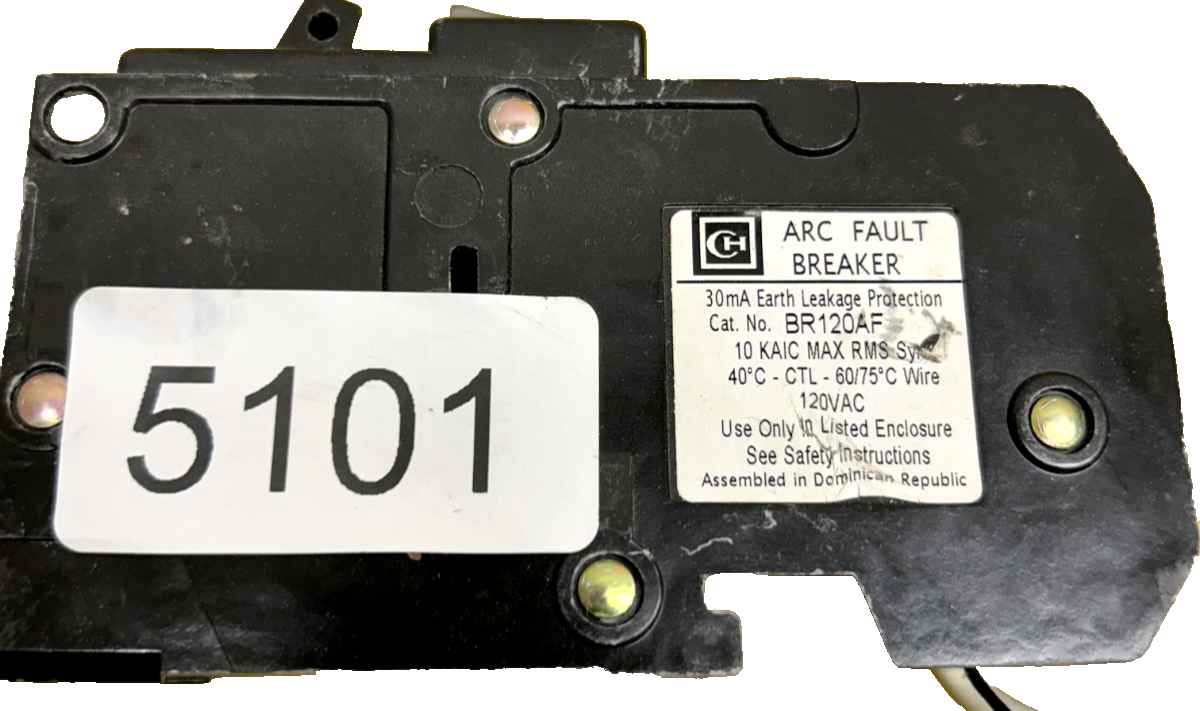 CH
ARC FAULT
BREAKER
30mA Earth Leakage Protection
Cat. No. BR120AF
10 KAIC MAX RMS
40°C - CTL - 60/75°C Wire
120VAC
Use Only In Listed Enclosure
See Safety Instructions
Assembled in Dominican Republic
5101